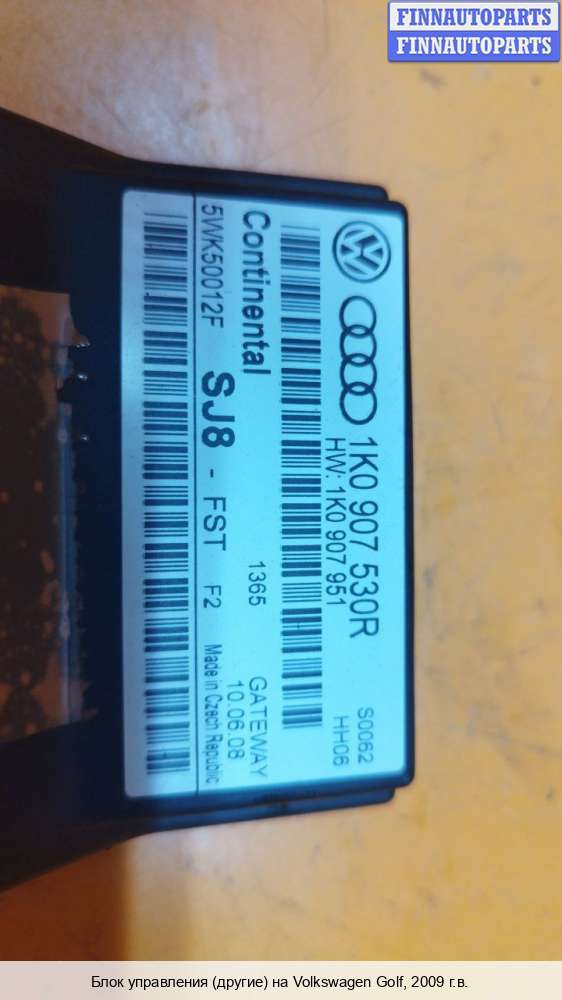 FINNAUTOPARTS
FINNAUTOPARTS
1K0 907 530R S0062
HW: 1K0 907 951 HH06
Continental 1365 GATEWAY
10.06.08
5WK50012F SJ8 - FST F2 Made in Czech Republic
Блок управления (другие) на Volkswagen Golf, 2009 г.в.